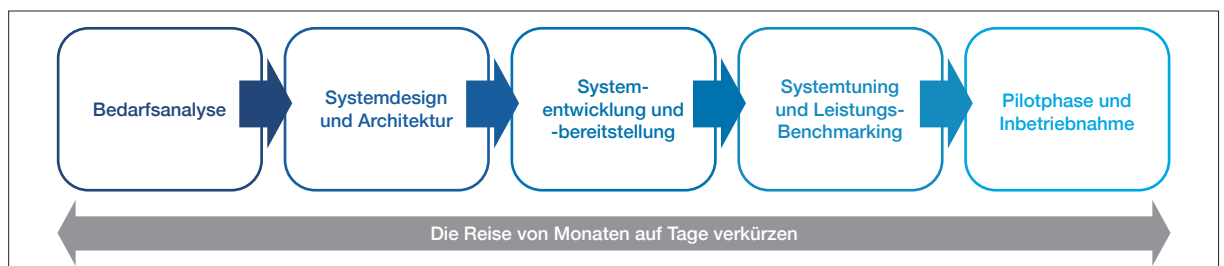 Bedarfsanalyse
Systemdesign
und Architektur
System-
entwicklung und
-bereitstellung
Systemtuning
und Leistungs-
Benchmarking
Pilotphase und
Inbetriebnahme
Die Reise von Monaten auf Tage verkürzen